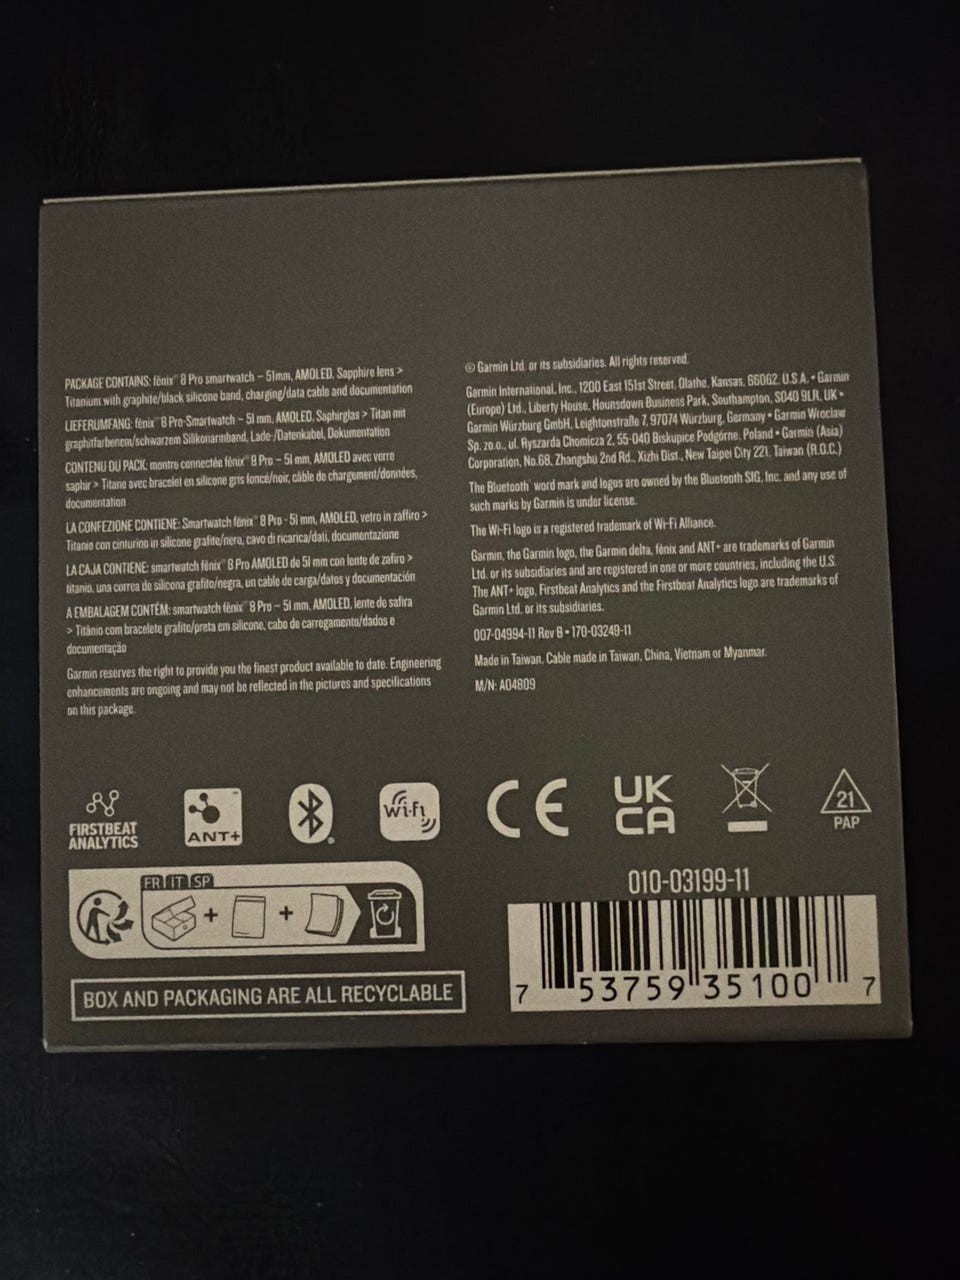 PACKAGE CONTAINS: fēnix® 8 Pro smartwatch – 51mm, AMOLED, Sapphire lens >
Titanium with graphite/black silicone band, charging/data cable and documentation
LIEFERUMFANG: fēnix® 8 Pro-Smartwatch – 51 mm, AMOLED, Saphirglas > Titan mit
graphitfarbenem/schwarzem Silikonarmband, Lade-/Datenkabel, Dokumentation
CONTENU DU PACK: montre connectée fēnix® 8 Pro – 51 mm, AMOLED avec verre
saphir > Titane avec bracelet en silicone gris foncé/noir, câble de chargement/données,
documentation
LA CONFEZIONE CONTIENE: Smartwatch fēnix® 8 Pro - 51 mm, AMOLED, vetro in zaffiro >
Titanio con cinturino in silicone grafite/nero, cavo di ricarica/dati, documentazione
LA CAJA CONTIENE: smartwatch fēnix® 8 Pro AMOLED de 51 mm con lente de zafiro >
titanio, una correa de silicona grafito/negra, un cable de carga/datos y documentación
A EMBALAGEM CONTÉM: smartwatch fēnix® 8 Pro – 51 mm, AMOLED, lente de safira
> Titânio com bracelete grafite/preta em silicone, cabo de carregamento/dados e
documentação
Garmin reserves the right to provide you the finest product available to date. Engineering
enhancements are ongoing and may not be reflected in the pictures and specifications
on this package.
© Garmin Ltd. or its subsidiaries. All rights reserved.
Garmin International, Inc., 1200 East 151st Street, Olathe, Kansas, 66062, U.S.A. • Garmin
(Europe) Ltd., Liberty House, Hounsdown Business Park, Southampton, SO40 9LR, UK •
Garmin Würzburg GmbH, Leightonstraße 7, 97074 Wurzburg, Germany • Garmin Wroclaw
Sp. zo.o., ul. Ryszarda Chomicza 2, 55-040 Biskupice Podgórne, Poland • Garmin (Asia)
Corporation, No.68, Zhangshu 2nd Rd., Xizhi Dist., New Taipei City 221, Taiwan (R.O.C.)
The Bluetooth® word mark and logos are owned by the Bluetooth SIG, Inc. and any use of
such marks by Garmin is under license.
The Wi-Fi logo is a registered trademark of Wi-Fi Alliance.
Garmin, the Garmin logo, the Garmin delta, fēnix and ANT+ are trademarks of Garmin
Ltd. or its subsidiaries and are registered in one or more countries, including the U.S.
The ANT+ logo, Firstbeat Analytics and the Firstbeat Analytics logo are trademarks of
Garmin Ltd. or its subsidiaries.
007-04994-11 Rev B • 170-03249-11
Made in Taiwan. Cable made in Taiwan, China, Vietnam or Myanmar.
M/N: A04809
FIRSTBEAT
ANALYTICS
ANT+
Wi-Fi
CE
UK
CA
21
PAP
FR IT SP
BOX AND PACKAGING ARE ALL RECYCLABLE
010-03199-11
7 53759 35100 7